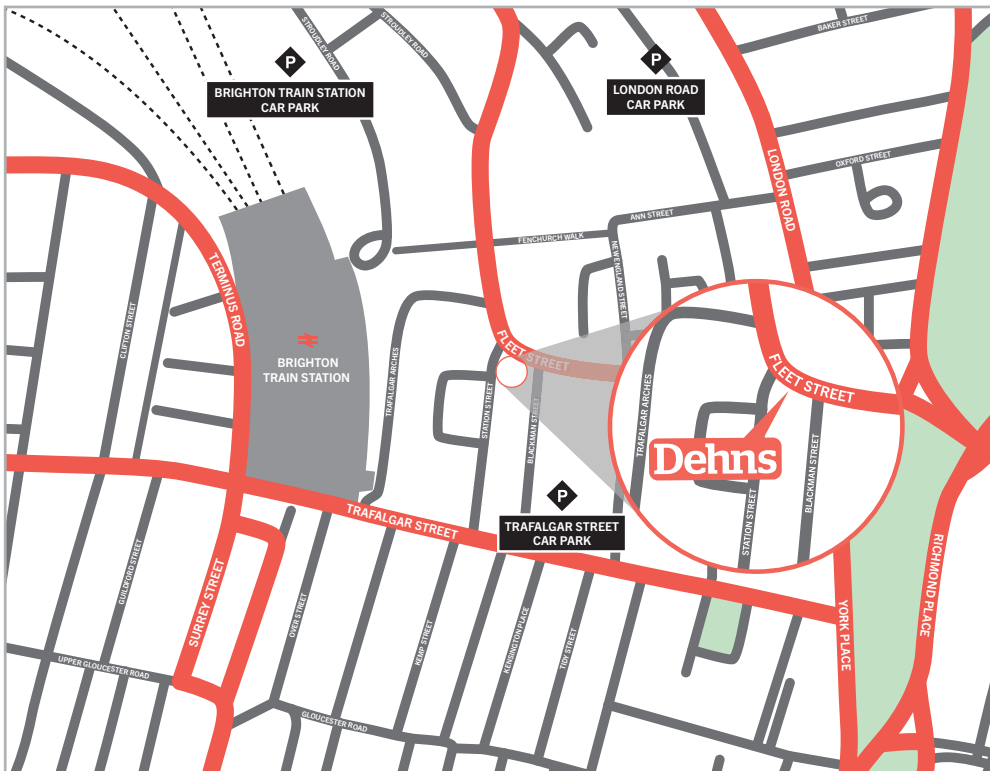 STROUDLEY ROAD
STROUDLEY ROAD
BAKER STREET
P
BRIGHTON TRAIN STATION
CAR PARK
P
LONDON ROAD
CAR PARK
LONDON ROAD
OXFORD STREET
ANN STREET
FENCHURCH WALK
NEW ENGLAND STREET
TERMINUS ROAD
CLIFTON STREET
BRIGHTON
TRAIN STATION
TRAFALGAR ARCHES
FLEET STREET
STATION STREET
BLACKMAN STREET
TRAFALGAR ARCHES
FLEET STREET
Dehns
BLACKMAN STREET
STATION STREET
P
TRAFALGAR STREET
CAR PARK
TRAFALGAR STREET
GUILDFORD STREET
SURREY STREET
OVER STREET
KEMP STREET
KENSINGTON PLACE
TIDY STREET
YORK PLACE
RICHMOND PLACE
UPPER GLOUCESTER ROAD
GLOUCESTER ROAD